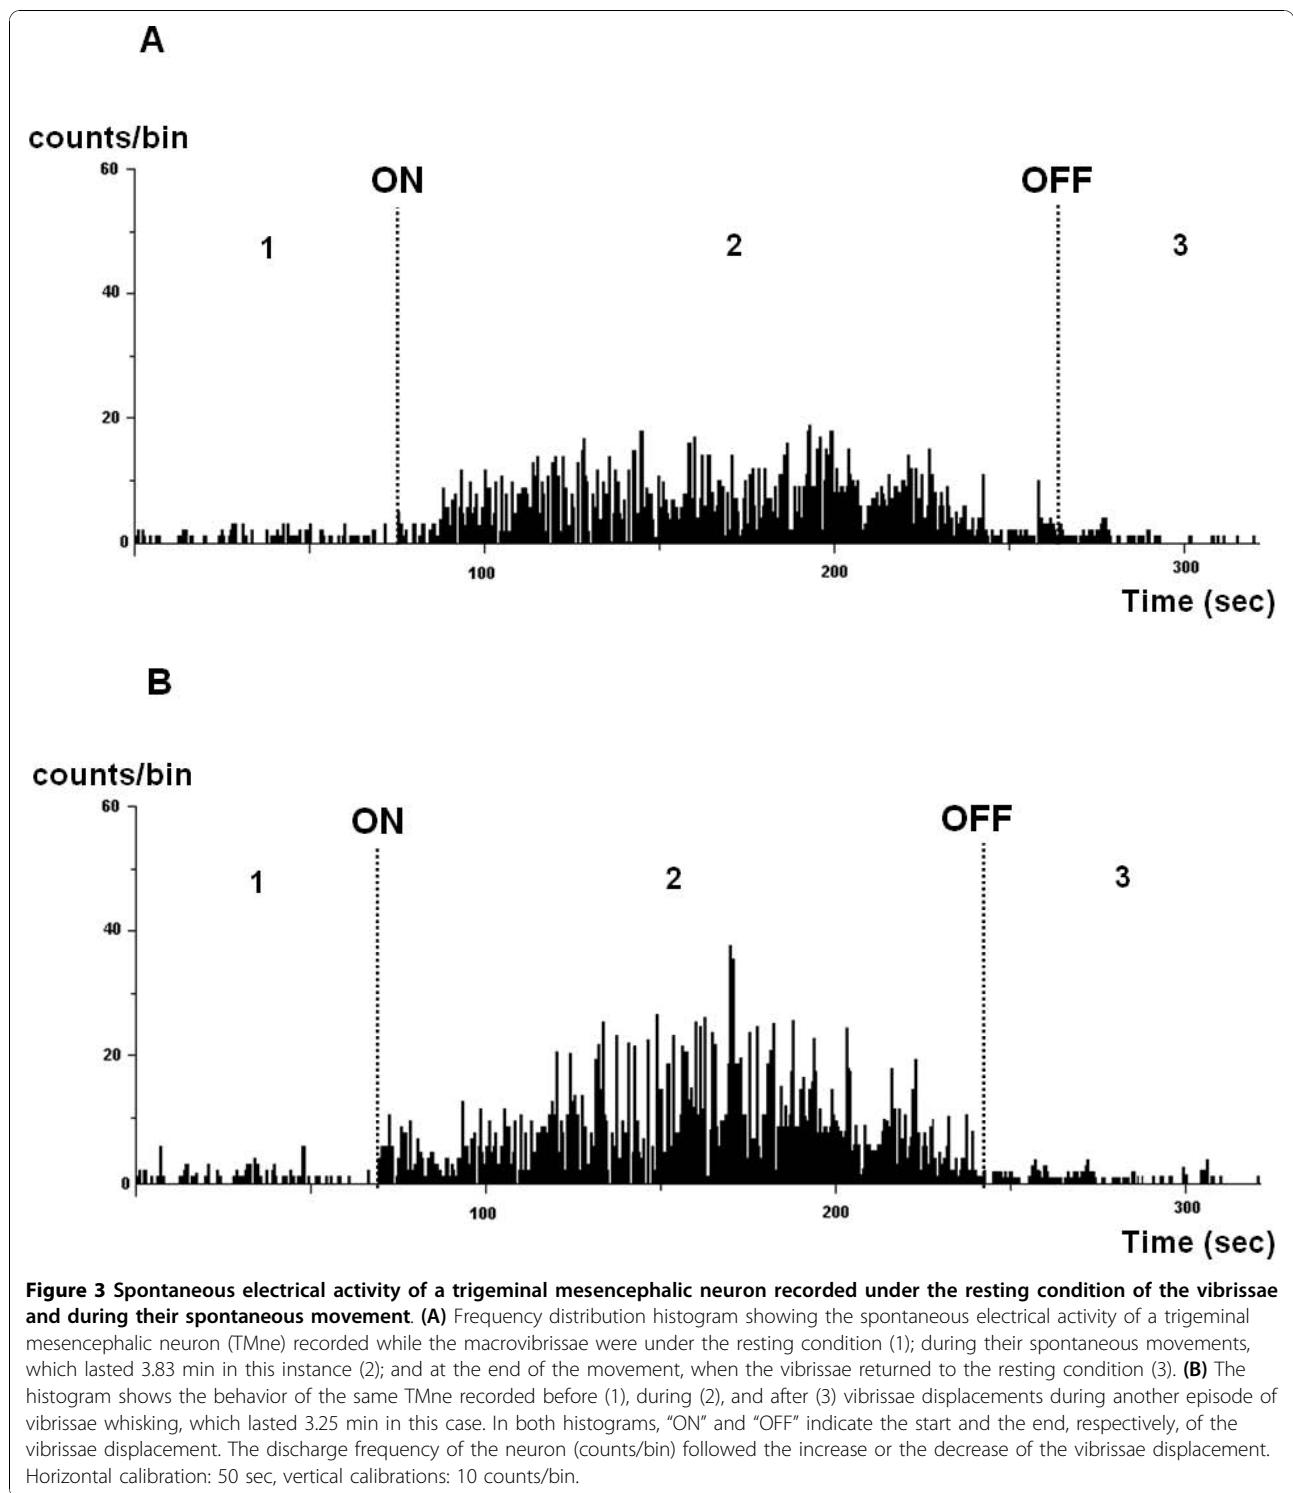 A
counts/bin
60
ON
OFF
1
2
3
40
20
0
100
200
300
Time (sec)
B
counts/bin
60
ON
OFF
1
2
3
40
20
0
100
200
300
Time (sec)
Figure 3 Spontaneous electrical activity of a trigeminal mesencephalic neuron recorded under the resting condition of the vibrissae
and during their spontaneous movement. (A) Frequency distribution histogram showing the spontaneous electrical activity of a trigeminal
mesencephalic neuron (TMne) recorded while the macrovibrissae were under the resting condition (1); during their spontaneous movements,
which lasted 3.83 min in this instance (2); and at the end of the movement, when the vibrissae returned to the resting condition (3). (B) The
histogram shows the behavior of the same TMne recorded before (1), during (2), and after (3) vibrissae displacements during another episode of
vibrissae whisking, which lasted 3.25 min in this case. In both histograms, “ON” and “OFF” indicate the start and the end, respectively, of the
vibrissae displacement. The discharge frequency of the neuron (counts/bin) followed the increase or the decrease of the vibrissae displacement.
Horizontal calibration: 50 sec, vertical calibrations: 10 counts/bin.